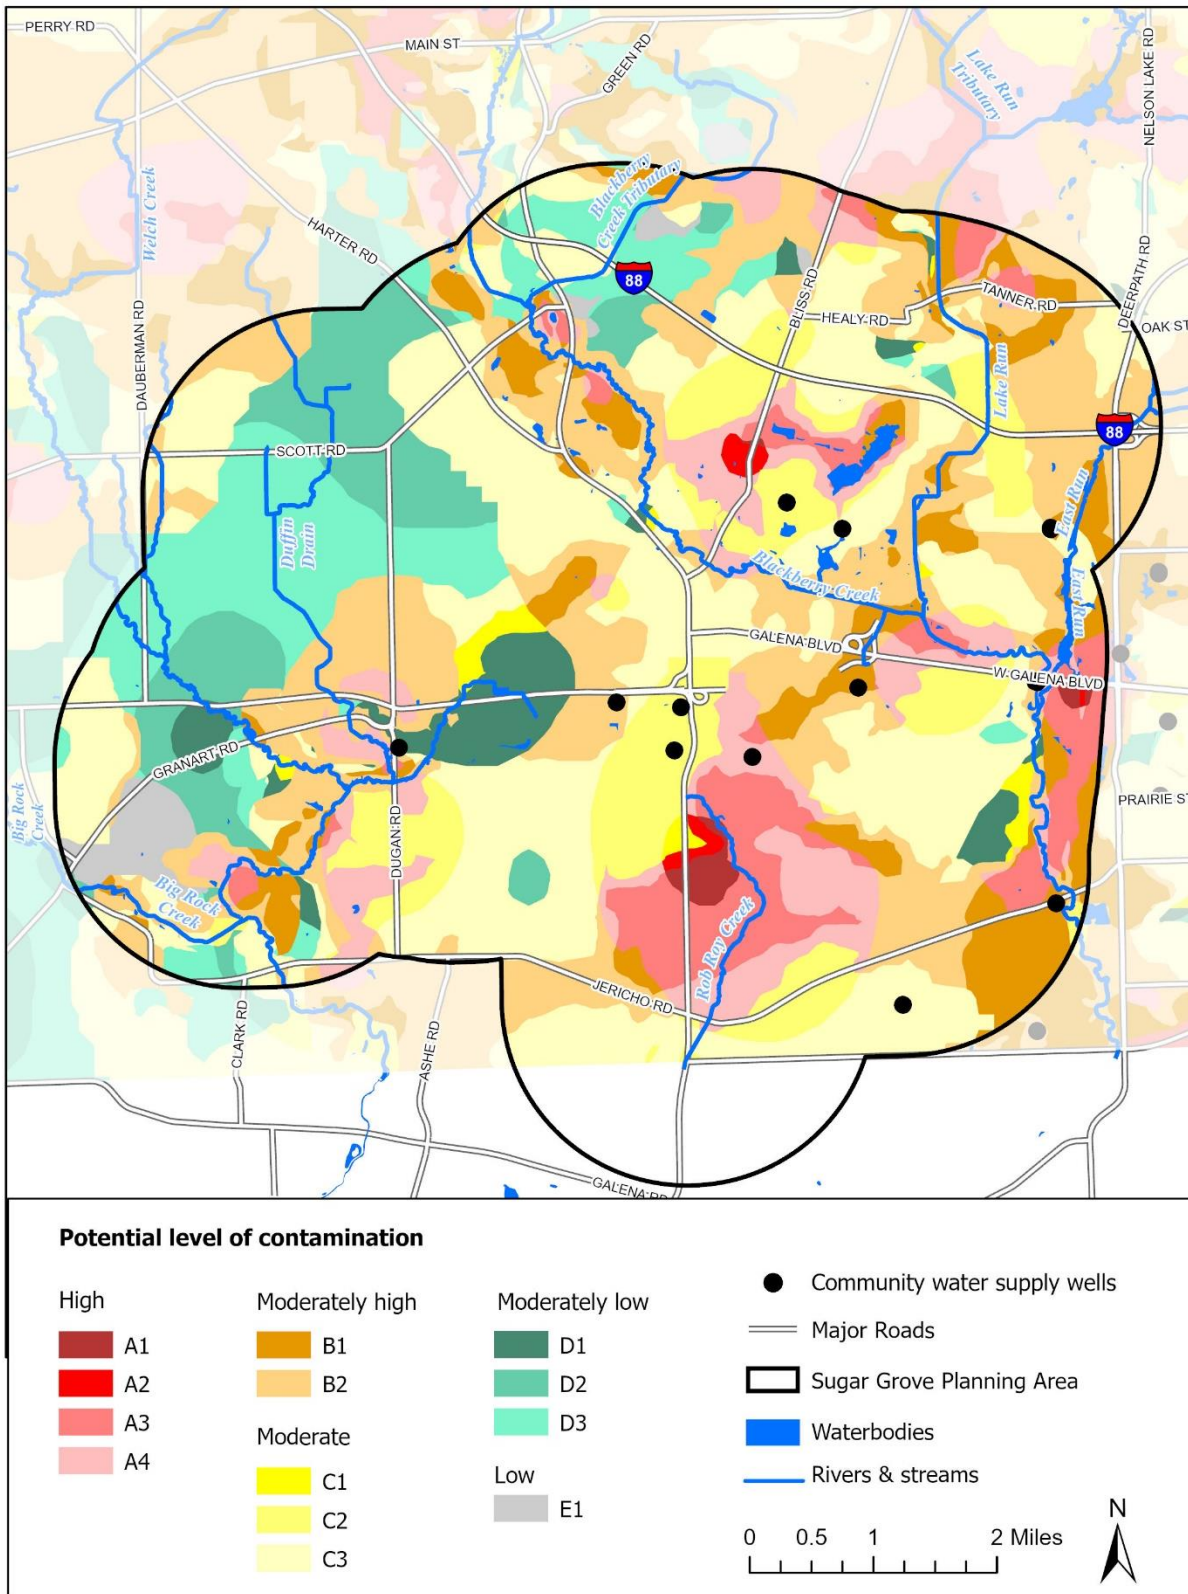 PERRY RD
MAIN ST
GREEN RD
Lake Run
Tributary
NELSON LAKE RD
Welch Creek
Blackberry
Creek Tributary
HARTER RD
DAUBERMAN RD
88
BLISS RD
TANNER RD
HEALY RD
DEERPATH RD
OAK ST
Lake Run
88
SCOTT RD
Duffin
Drain
East Run
Blackberry Creek
East Run
GALENA BLVD
W GALENA BLVD
GRANART RD
Big Rock
Creek
PRAIRIE ST
DUGAN RD
Big Rock
Creek
Rob Roy Creek
JERICHO RD
CLARK RD
ASHE RD
GALENA RD
Potential level of contamination
High
A1
A2
A3
A4
Moderately high
B1
B2
Moderate
C1
C2
C3
Moderately low
D1
D2
D3
Low
E1
Community water supply wells
Major Roads
Sugar Grove Planning Area
Waterbodies
Rivers & streams
N
0 0.5 1 2 Miles